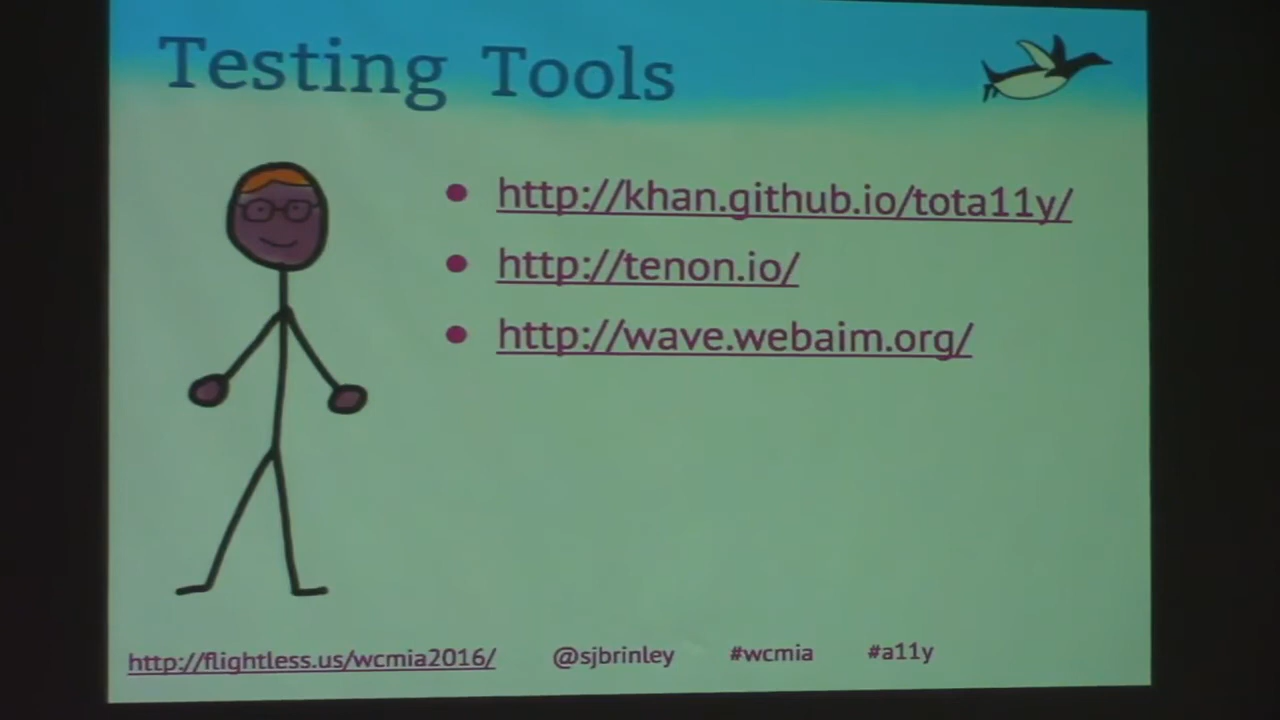 Testing Tools
http://khan.github.io/tota11y/
http://tenon.io/
http://wave.webaim.org/
http://flightless.us/wcmia2016/ @sjbrinley #wcmia #a11y